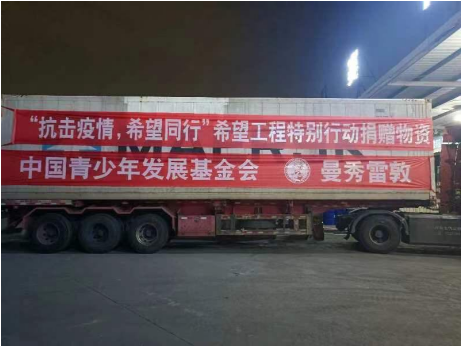 “抗击疫情，希望同行”希望工程特别行动捐赠物资
中国青少年发展基金会 曼秀雷敦